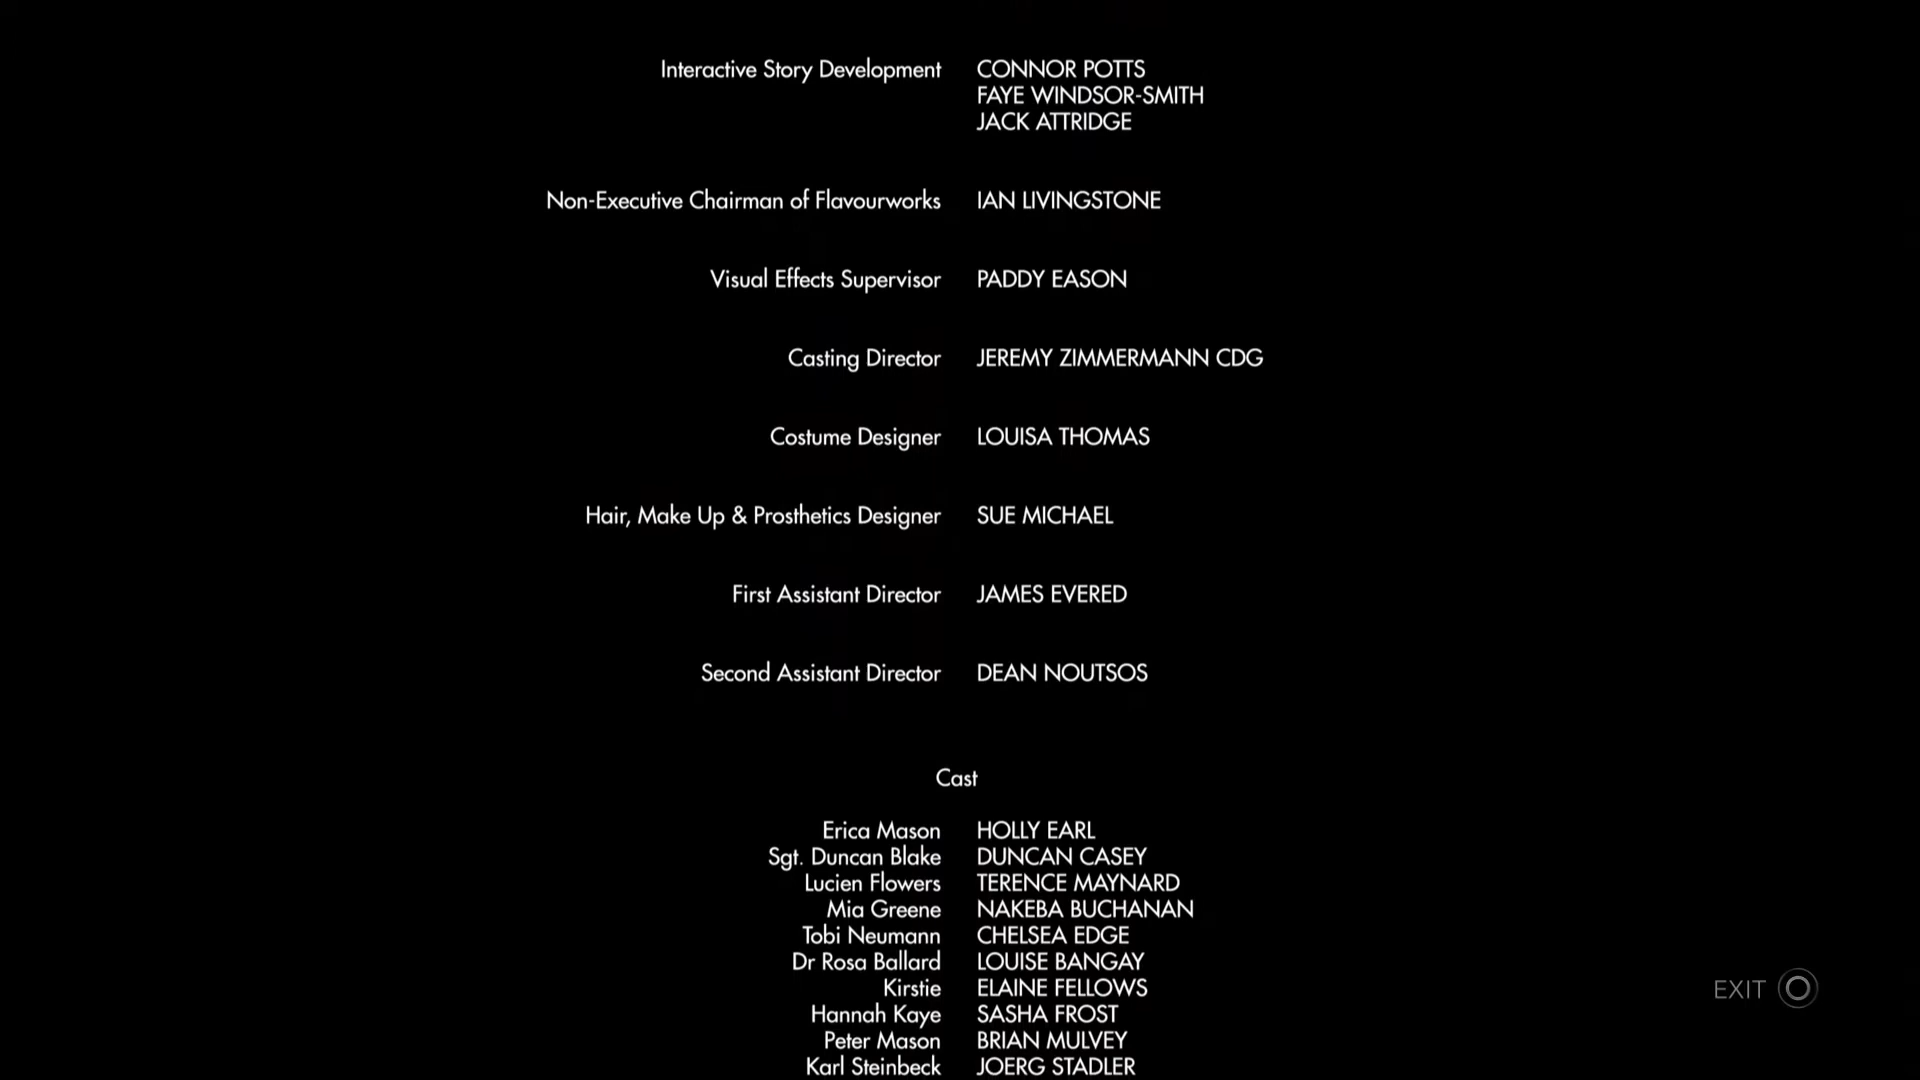 Interactive Story Development CONNOR POTTS
FAYE WINDSOR-SMITH
JACK ATTRIDGE
Non-Executive Chairman of Flavourworks IAN LIVINGSTONE
Visual Effects Supervisor PADDY EASON
Casting Director JEREMY ZIMMERMANN CDG
Costume Designer LOUISA THOMAS
Hair, Make Up & Prosthetics Designer SUE MICHAEL
First Assistant Director JAMES EVERED
Second Assistant Director DEAN NOUTSOS
Cast
Erica Mason HOLLY EARL
Sgt. Duncan Blake DUNCAN CASEY
Lucien Flowers TERENCE MAYNARD
Mia Greene NAKEBA BUCHANAN
Tobi Neumann CHELSEA EDGE
Dr Rosa Ballard LOUISE BANGAY
Kirstie ELAINE FELLOWS
Hannah Kaye SASHA FROST
Peter Mason BRIAN MULVEY
Karl Steinbeck JOERG STADLER
EXIT